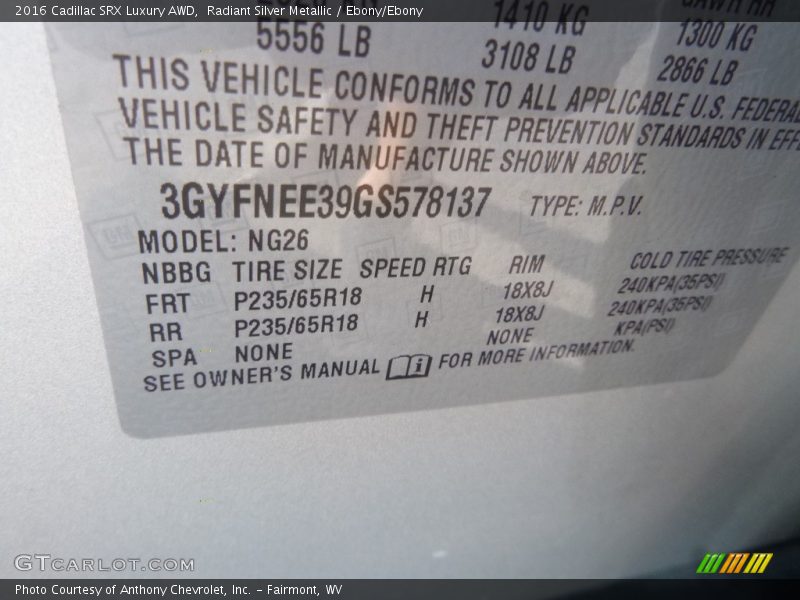 2016 Cadillac SRX Luxury AWD, Radiant Silver Metallic / Ebony/Ebony
1410 KG
5556 LB 3108 LB 1300 KG
2866 LB
THIS VEHICLE CONFORMS TO ALL APPLICABLE U.S. FEDERA
VEHICLE SAFETY AND THEFT PREVENTION STANDARDS IN EFF
THE DATE OF MANUFACTURE SHOWN ABOVE.
3GYFNEE39GS578137 TYPE: M.P.V.
MODEL: NG26
NBBG TIRE SIZE SPEED RTG RIM COLD TIRE PRESSURE
FRT P235/65R18 H 18X8J 240KPA(35PSI)
RR P235/65R18 H 18X8J 240KPA(35PSI)
SPA NONE NONE KPA(PSI)
SEE OWNER'S MANUAL i FOR MORE INFORMATION.
GTCARLOT.COM
Photo Courtesy of Anthony Chevrolet, Inc. – Fairmont, WV